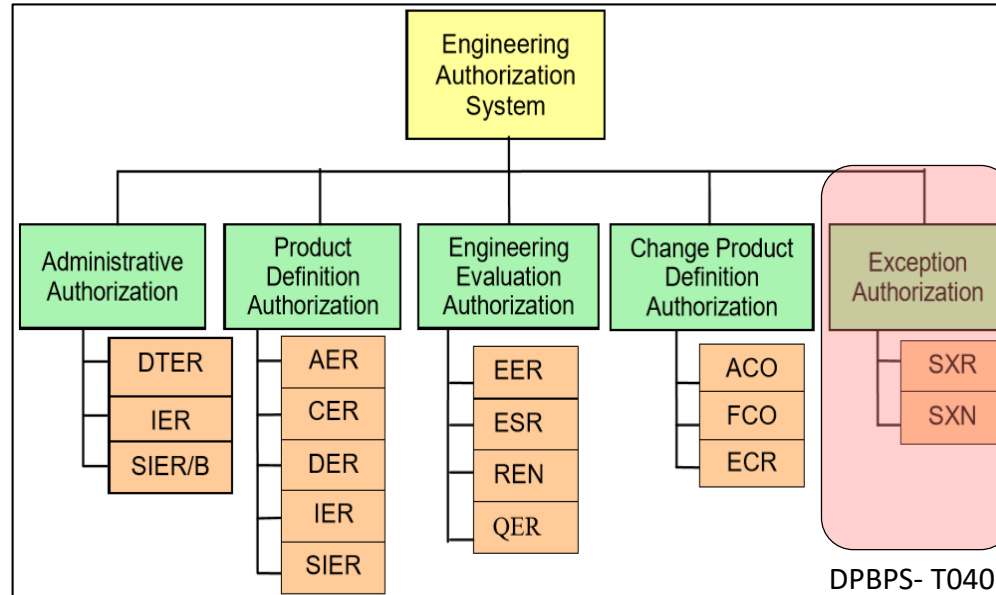 Engineering
Authorization
System
Administrative
Authorization
Product
Definition
Authorization
Engineering
Evaluation
Authorization
Change Product
Definition
Authorization
Exception
Authorization
DTER
IER
SIER/B
AER
CER
DER
IER
SIER
EER
ESR
REN
QER
ACO
FCO
ECR
SXR
SXN
DPBPS- T040